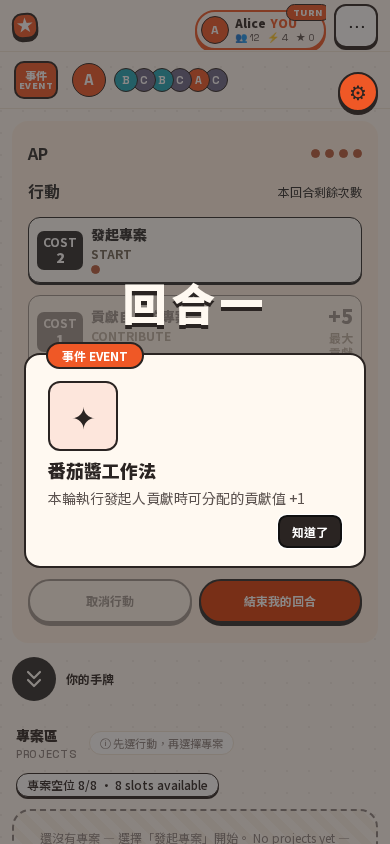 TURN
A
Alice YOU
👥 12 ⚡ 4 ★ 0
...
事件
EVENT
A
B C B C A C
AP
行動
本回合剩餘次數
COST
2
發起專案
START
回合一
COST
CONTRIBUTE
+5
最大
事件 EVENT
番茄醬工作法
本輪執行發起人貢獻時可分配的貢獻值 +1
知道了
取消行動
結束我的回合
你的手牌
專案區
PROJECTS
先選行動，再選擇專案
專案空位 8/8 · 8 slots available
還沒有專案 — 選擇「發起專案」開始。 No projects yet —